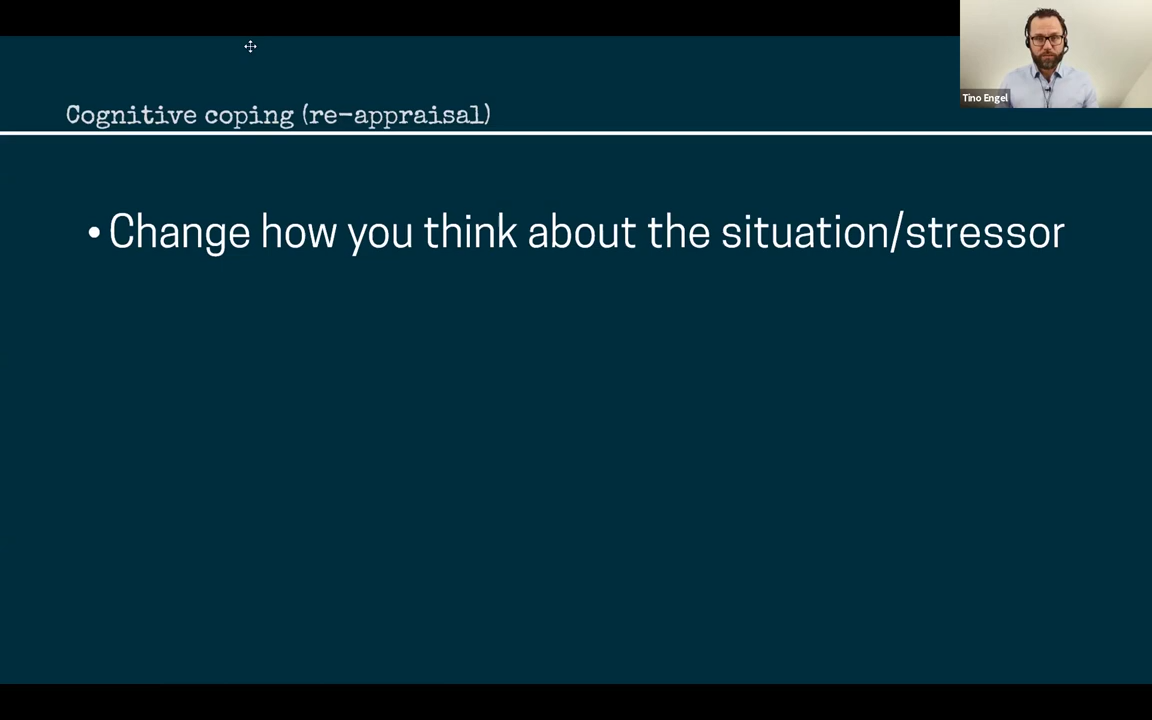 Cognitive coping (re-appraisal)
Tino Engel
• Change how you think about the situation/stressor